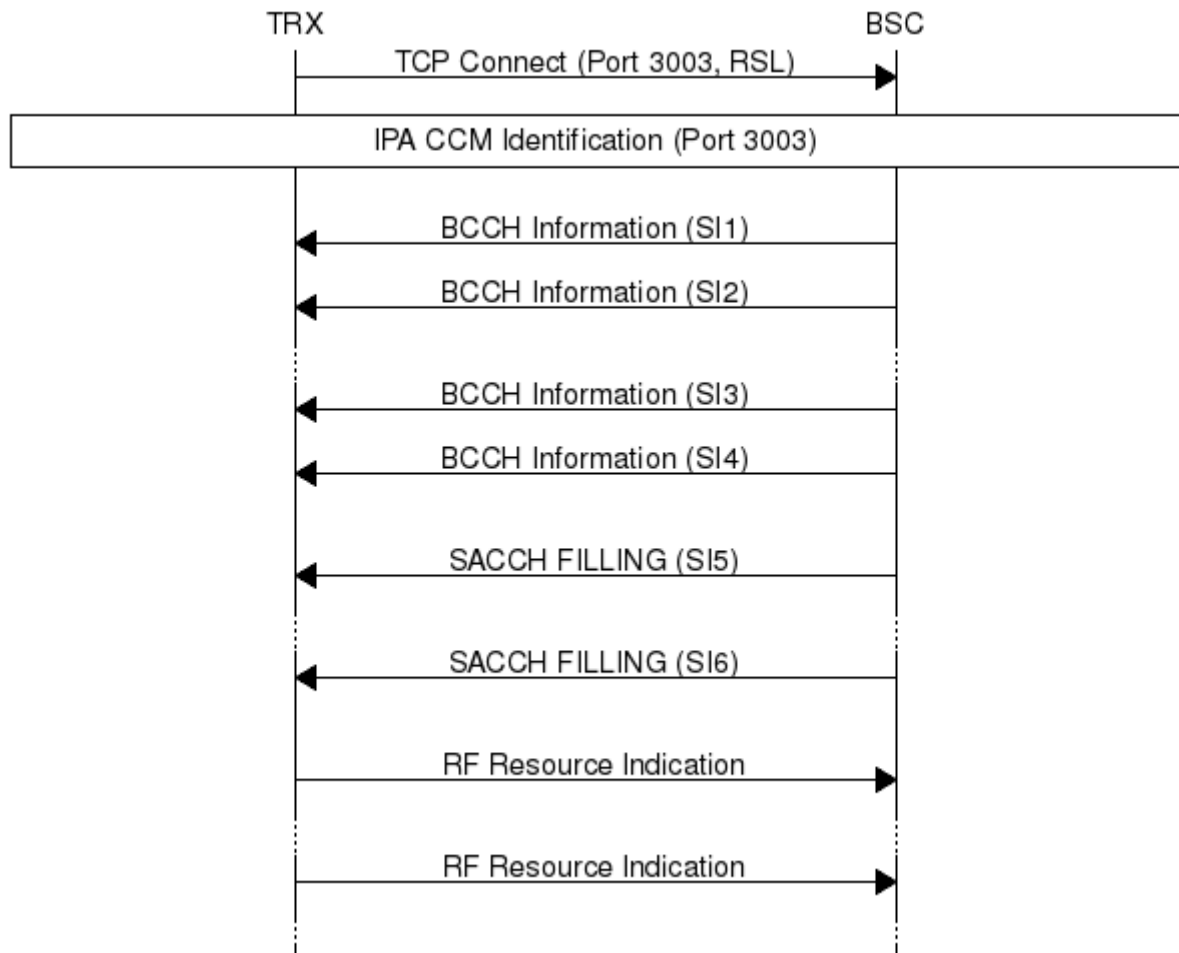 TRX BSC
TCP Connect (Port 3003, RSL)
IPA CCM Identification (Port 3003)
BCCH Information (SI1)
BCCH Information (SI2)
BCCH Information (SI3)
BCCH Information (SI4)
SACCH FILLING (SI5)
SACCH FILLING (SI6)
RF Resource Indication
RF Resource Indication